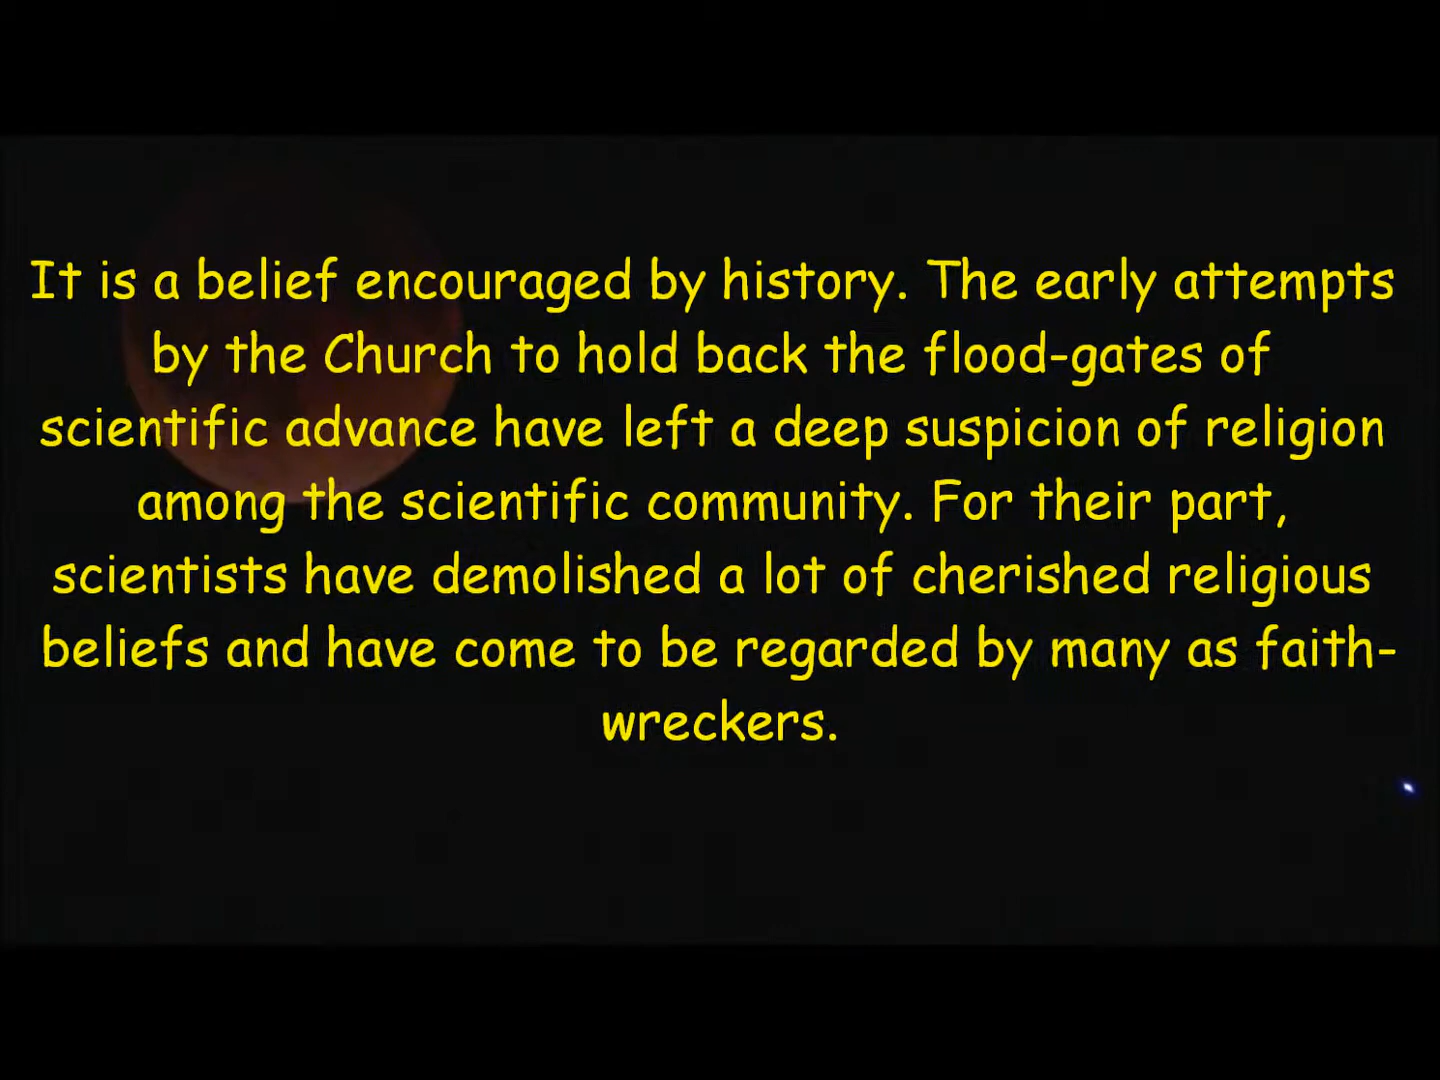 It is a belief encouraged by history. The early attempts
by the Church to hold back the flood-gates of
scientific advance have left a deep suspicion of religion
among the scientific community. For their part,
scientists have demolished a lot of cherished religious
beliefs and have come to be regarded by many as faith-
wreckers.